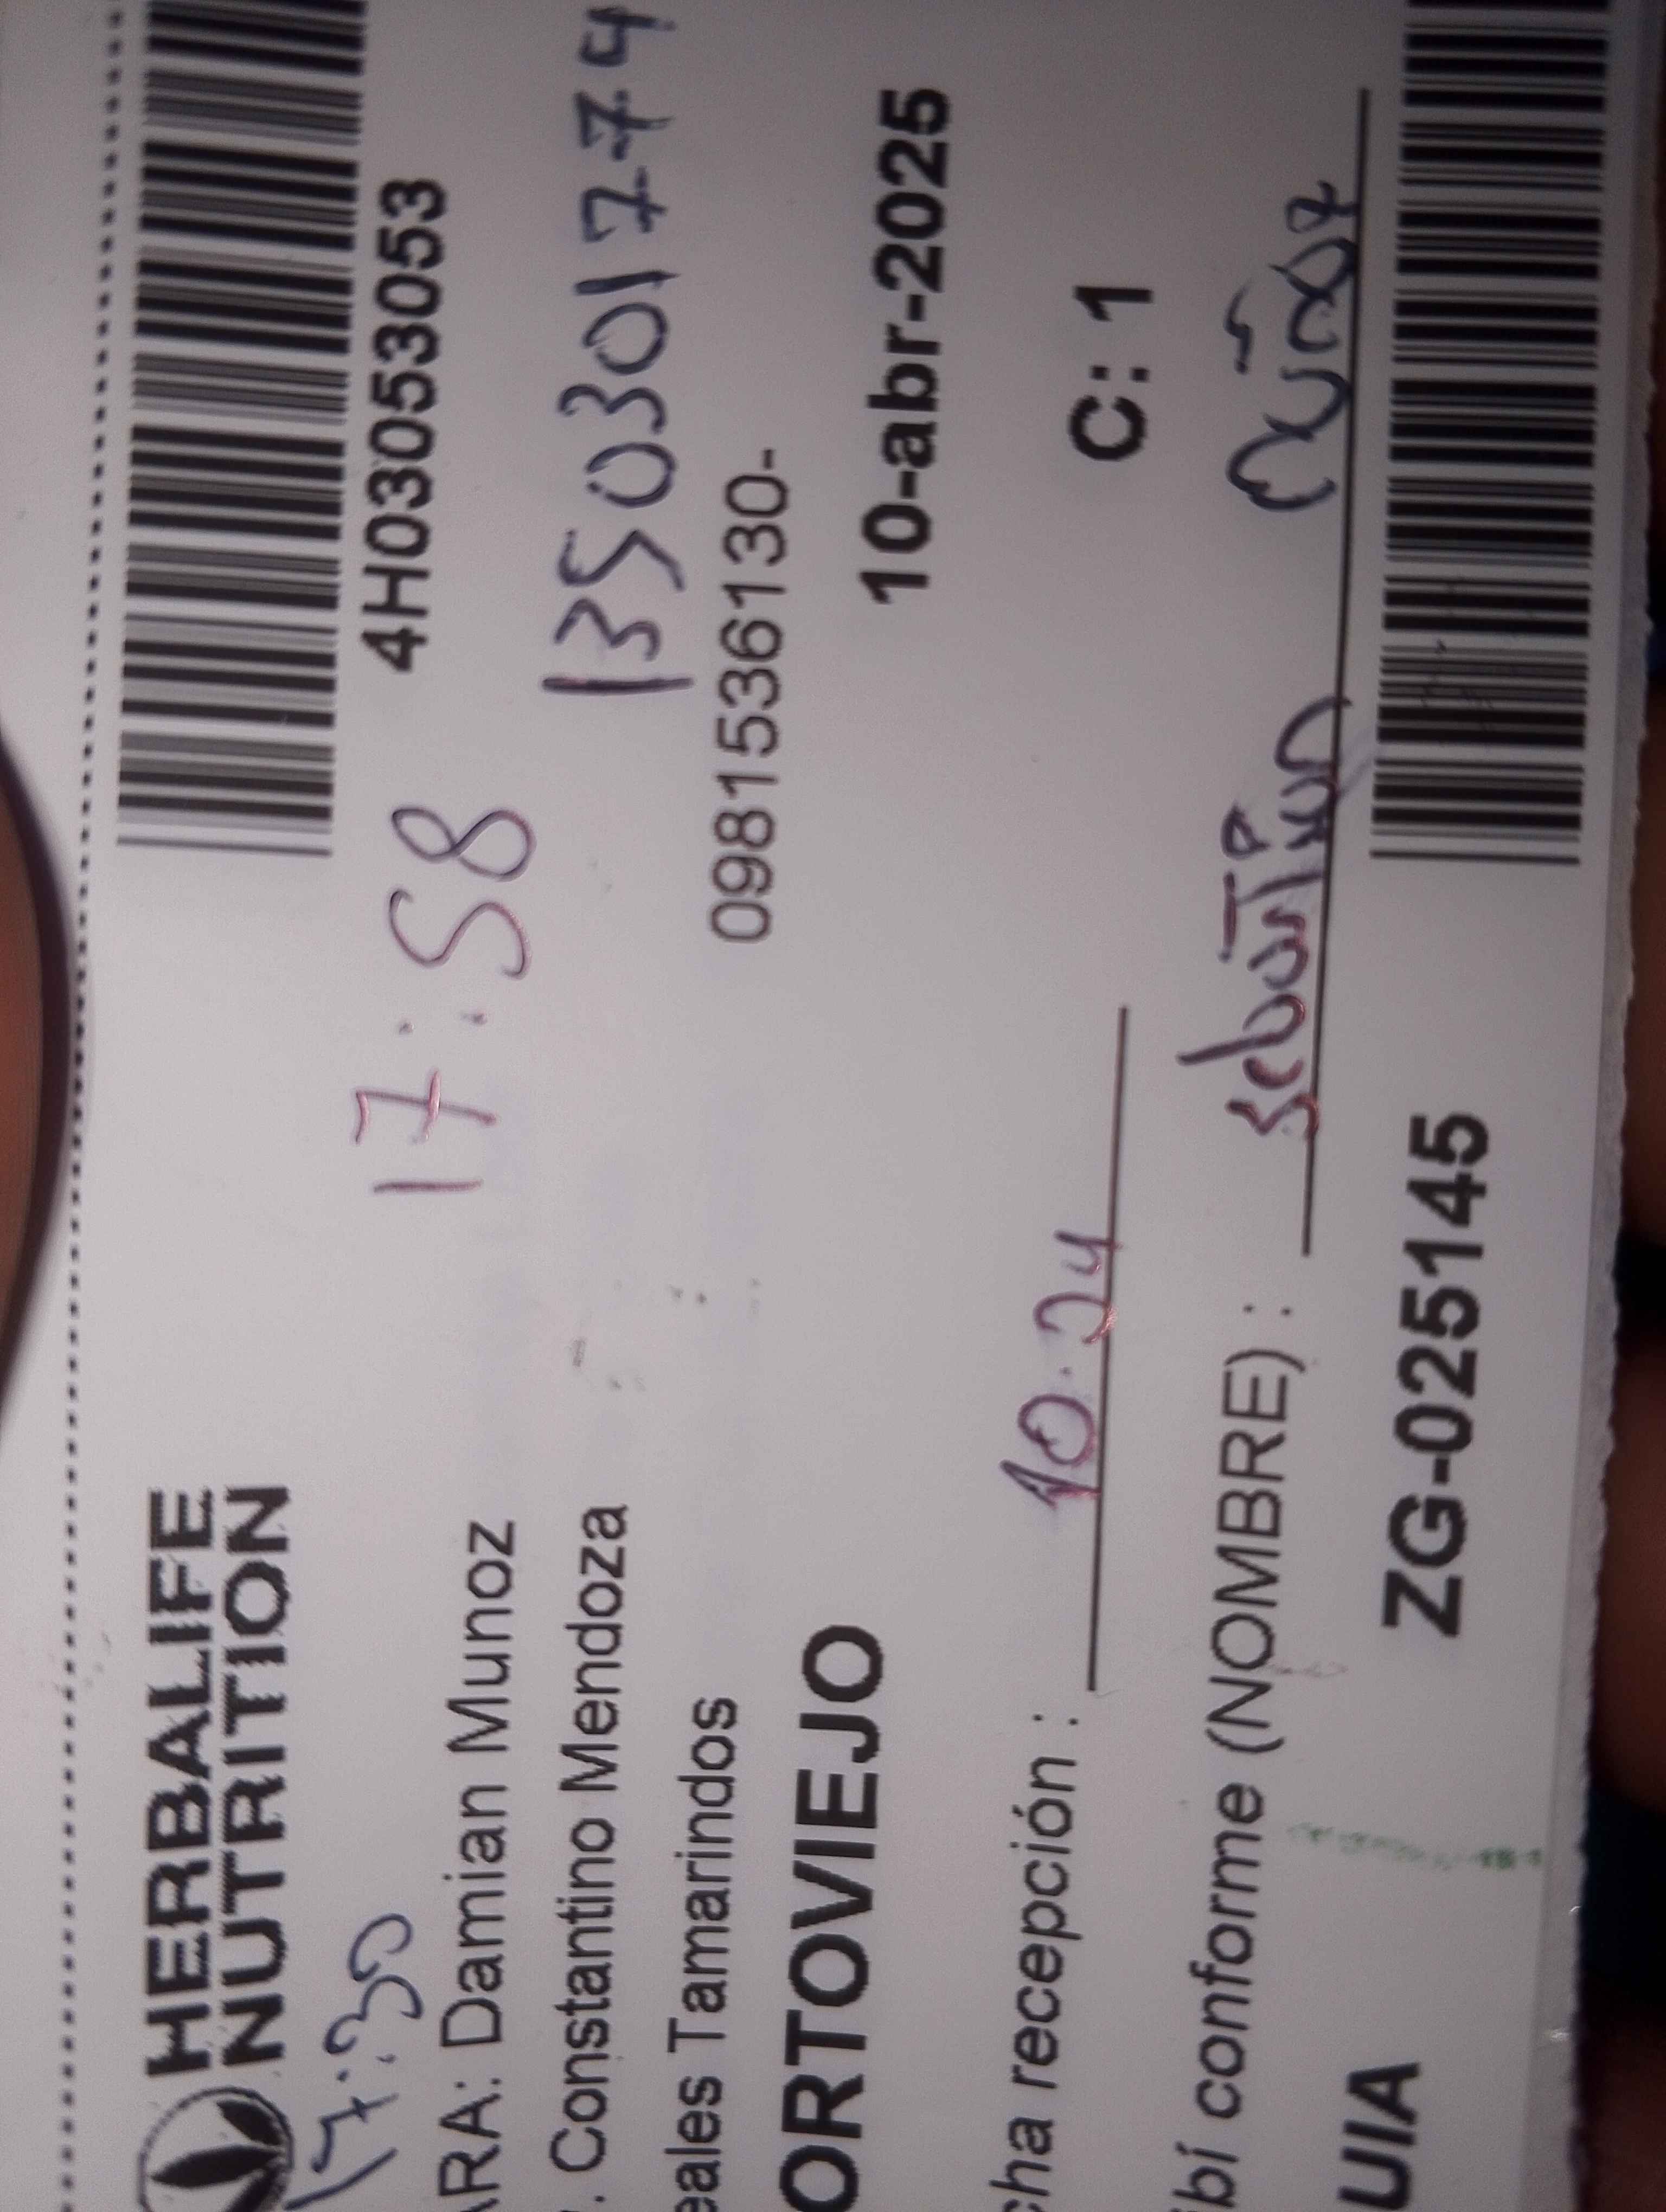 HERBALIFE
NUTRITION
17:30
4H03053053
17:58
ARA: Damian Munoz
. Constantino Mendoza
1350301774
eales Tamarindos
0981536130-
ORTOVIEJO
10-abr-2025
cha recepción : 10.24
C: 1
bí conforme (NOMBRE) : sebastian
UIA
ZG-025145